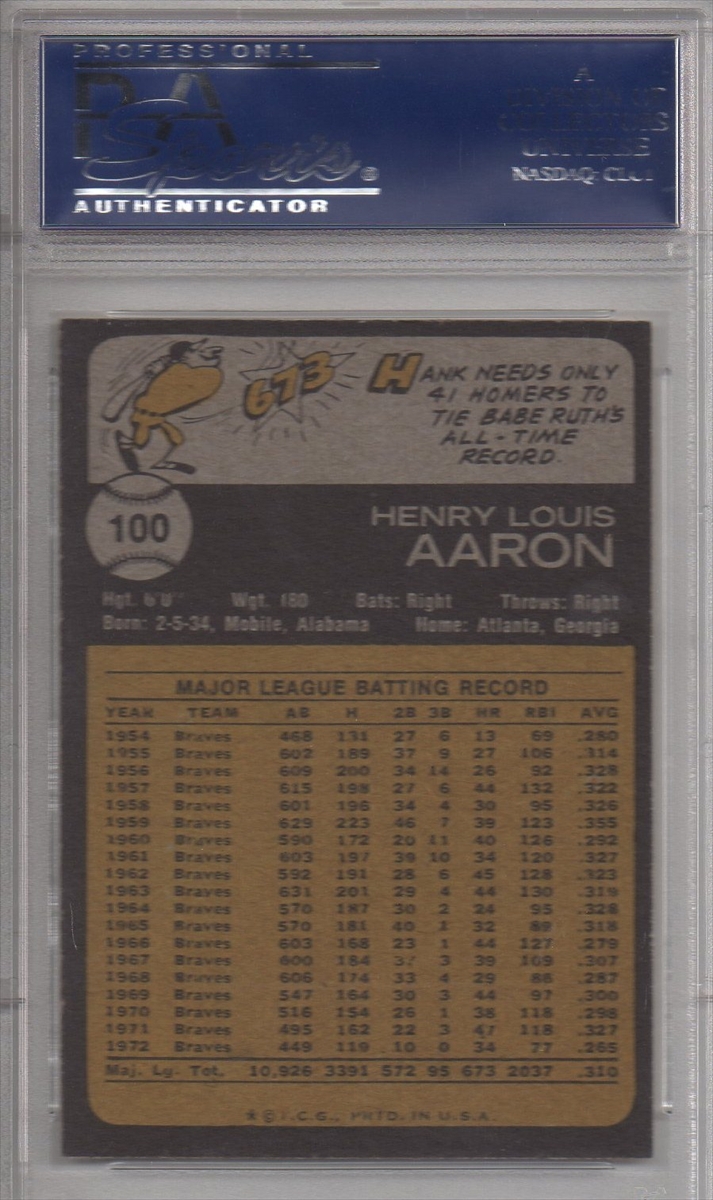 PROFESSIONAL
PSA
Sports®
AUTHENTICATOR
A
DIVISION OF
COLLECTORS
UNIVERSE
NASDAQ: CLCT
673
HANK NEEDS ONLY
41 HOMERS TO
TIE BABE RUTH'S
ALL-TIME
RECORD.
100
HENRY LOUIS
AARON
Hgt. 6'0" Wgt. 180 Bats: Right Throws: Right
Born: 2-5-34, Mobile, Alabama Home: Atlanta, Georgia
MAJOR LEAGUE BATTING RECORD
YEAR TEAM AB H 2B 3B HR RBI AVG
1954 Braves 468 131 27 6 13 69 .280
1955 Braves 602 189 37 9 27 106 .314
1956 Braves 609 200 34 14 26 92 .328
1957 Braves 615 198 27 6 44 132 .322
1958 Braves 601 196 34 4 30 95 .326
1959 Braves 629 223 46 7 39 123 .355
1960 Braves 590 172 20 11 40 126 .292
1961 Braves 603 197 39 10 34 120 .327
1962 Braves 592 191 28 6 45 128 .323
1963 Braves 631 201 29 4 44 130 .319
1964 Braves 570 187 30 2 24 95 .328
1965 Braves 570 181 40 1 32 89 .318
1966 Braves 603 168 23 1 44 127 .279
1967 Braves 600 184 37 3 39 109 .307
1968 Braves 606 174 33 4 29 86 .287
1969 Braves 547 164 30 3 44 97 .300
1970 Braves 516 154 26 1 38 118 .298
1971 Braves 495 162 22 3 47 118 .327
1972 Braves 449 119 10 0 34 77 .265
Maj. Lg. Tot. 10,926 3391 572 95 673 2037 .310
★ © T.C.G., PRTD. IN U.S.A.